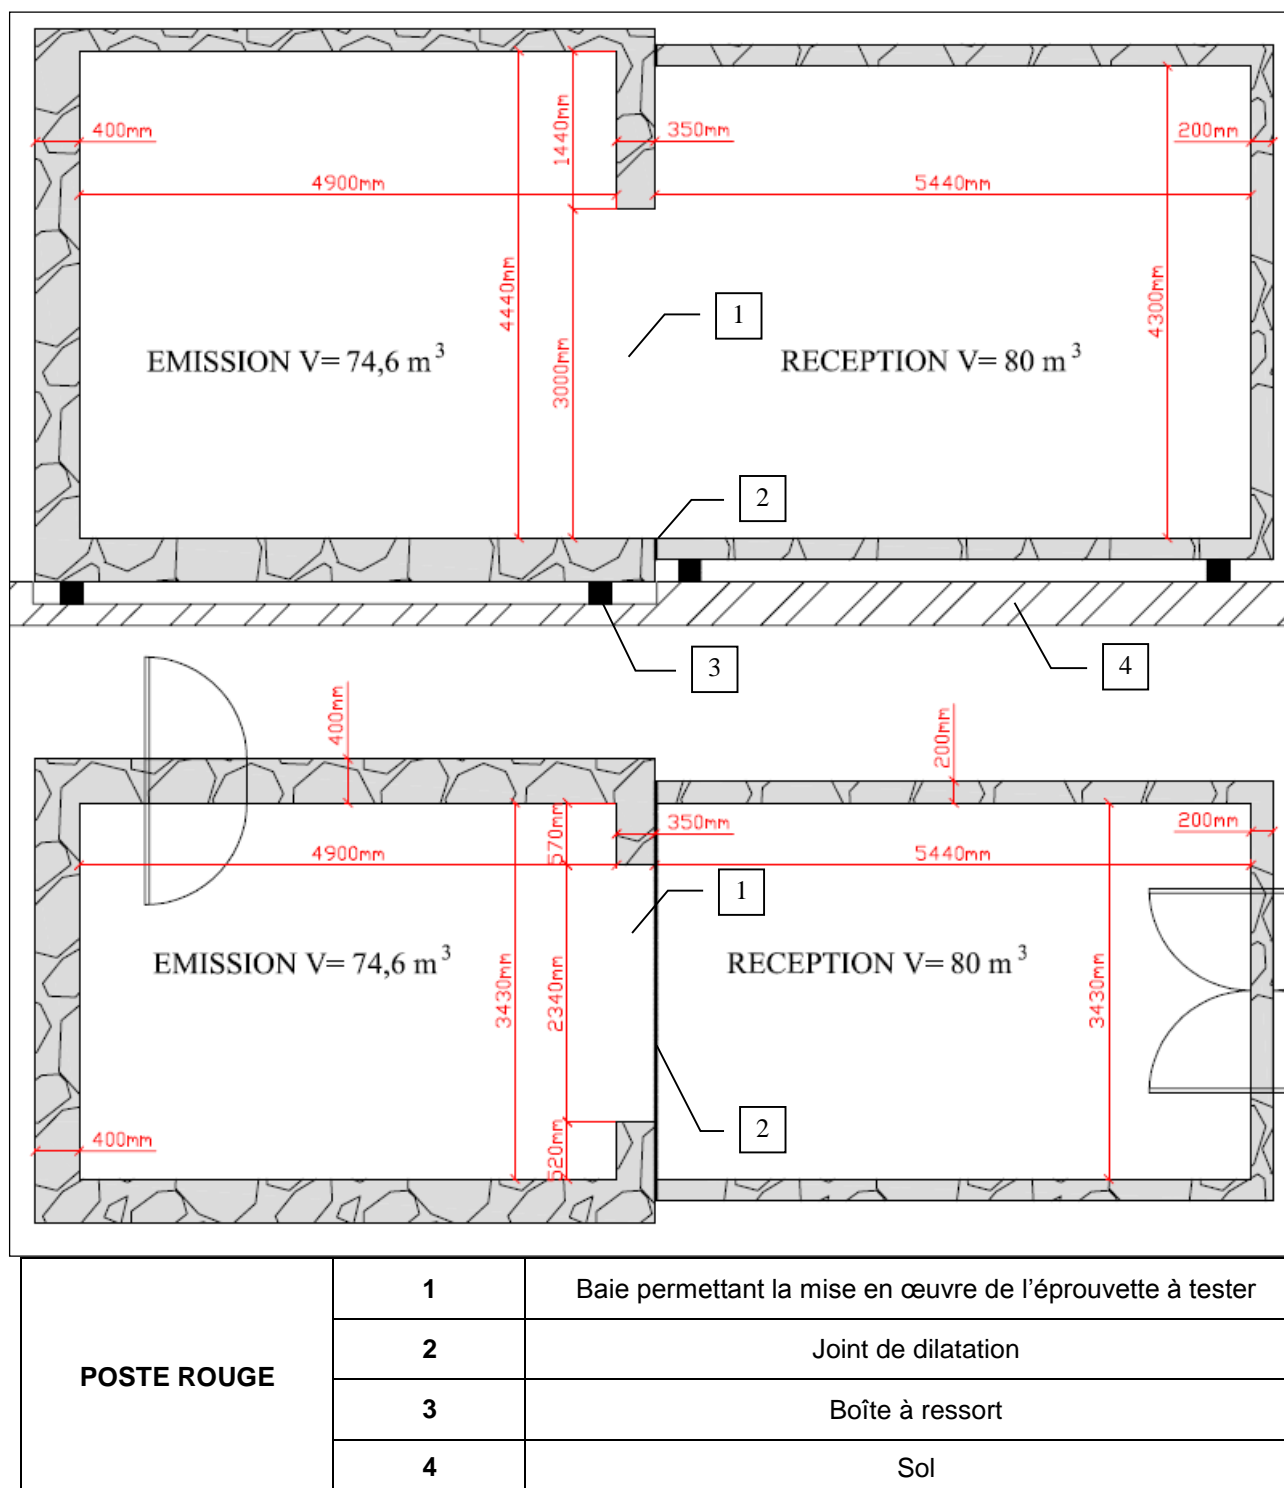 400mm
4900mm
4440mm
1440mm
3000mm
350mm
5440mm
200mm
4300mm
EMISSION V= 74,6 m³
1
RECEPTION V= 80 m³
2
3
4
400mm
200mm
4900mm
570mm
350mm
5440mm
200mm
EMISSION V= 74,6 m³
3430mm
2340mm
1
RECEPTION V= 80 m³
3430mm
400mm
520mm
2
POSTE ROUGE
1 Baie permettant la mise en œuvre de l’éprouvette à tester
2 Joint de dilatation
3 Boîte à ressort
4 Sol